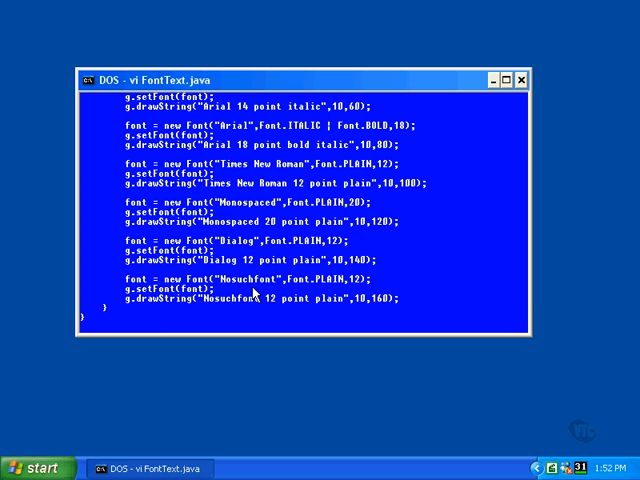 DOS - vi FontText.java
g.setFont(font);
g.drawString("Arial 14 point italic",10,60);
font = new Font("Arial",Font.ITALIC ¦ Font.BOLD,18);
g.setFont(font);
g.drawString("Arial 18 point bold italic",10,80);
font = new Font("Times New Roman",Font.PLAIN,12);
g.setFont(font);
g.drawString("Times New Roman 12 point plain",10,100);
font = new Font("Monospaced",Font.PLAIN,20);
g.setFont(font);
g.drawString("Monospaced 20 point plain",10,120);
font = new Font("Dialog",Font.PLAIN,12);
g.setFont(font);
g.drawString("Dialog 12 point plain",10,140);
font = new Font("Nosuchfont",Font.PLAIN,12);
g.setFont(font);
g.drawString("Nosuchfont 12 point plain",10,160);
}
}
Vtc
start
DOS - vi FontText.java
31
1:52 PM